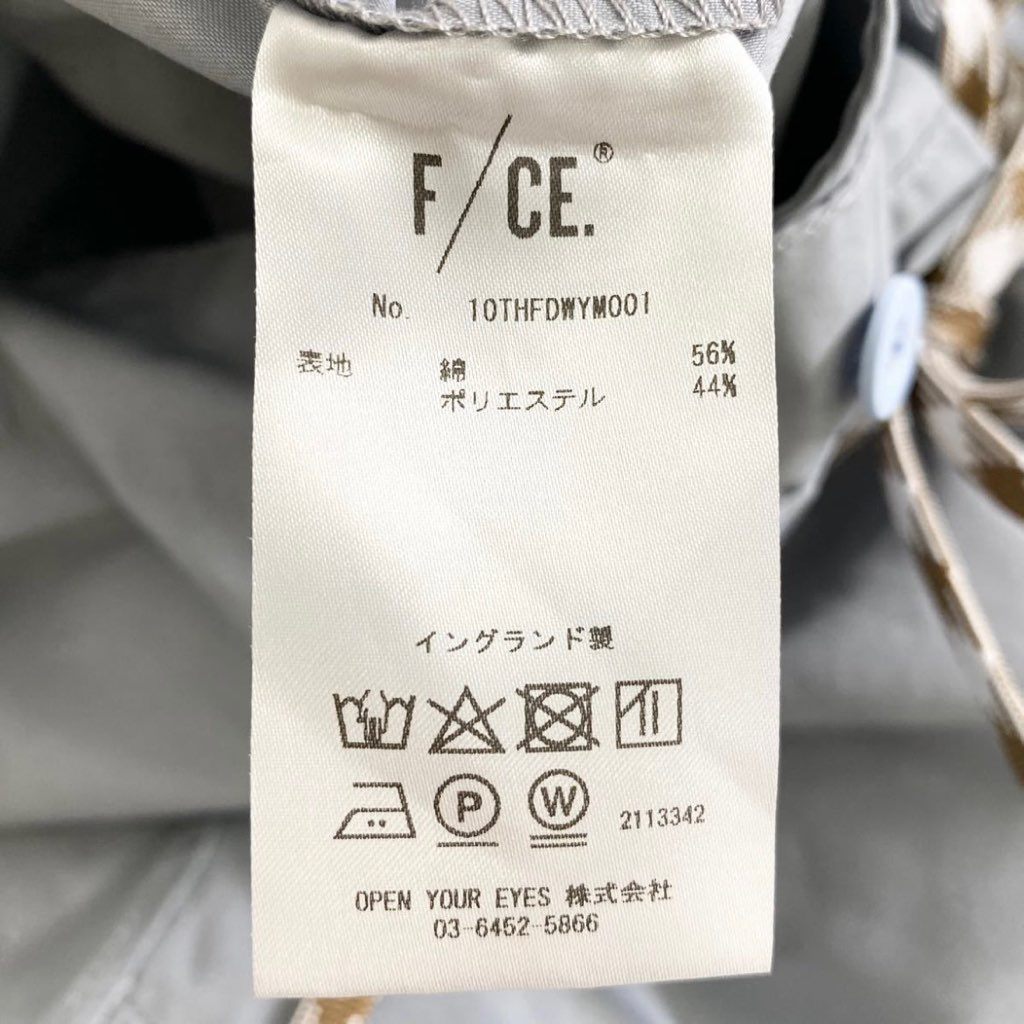 F/CE.®
No. 10THFDWYM001
表地 綿 56%
ポリエステル 44%
イングランド製
P W 2113342
OPEN YOUR EYES 株式会社
03-6452-5866